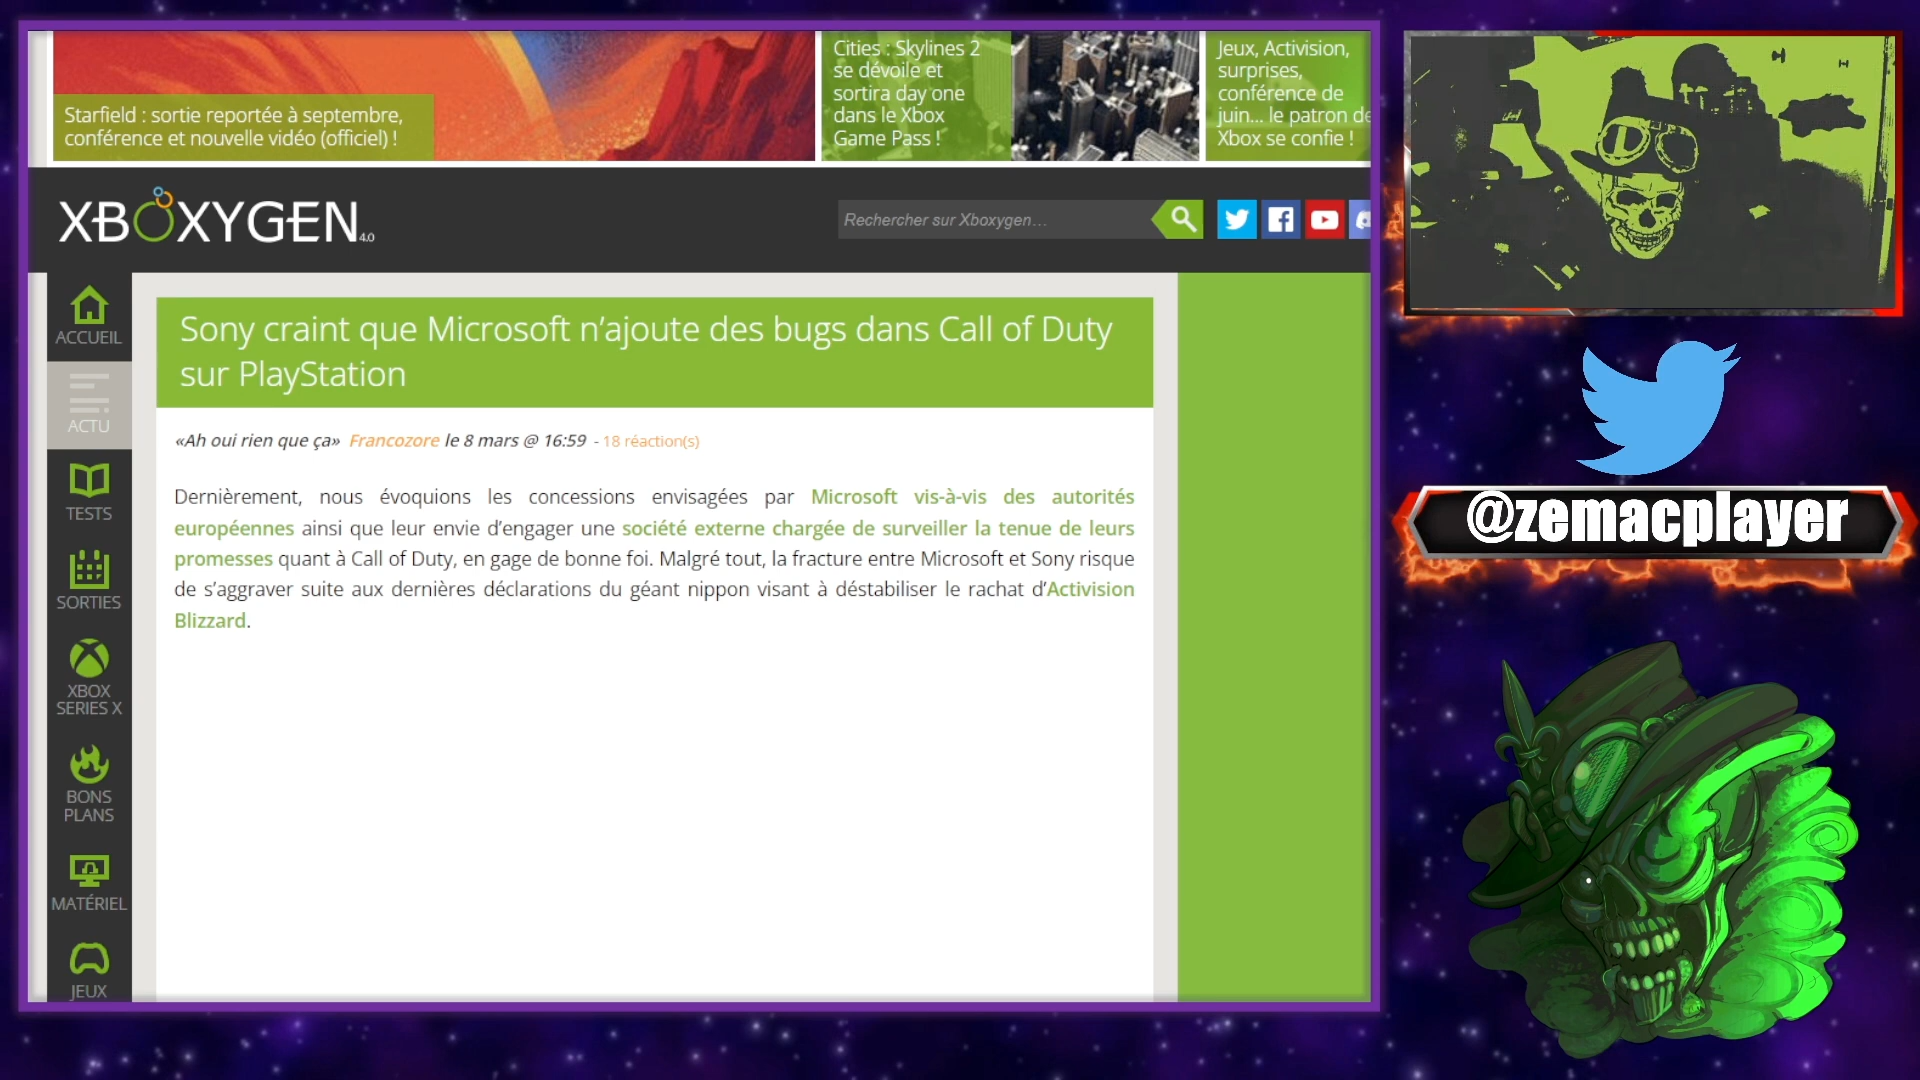 Starfield : sortie reportée à septembre,
conférence et nouvelle vidéo (officiel) !
Cities : Skylines 2
se dévoile et
sortira day one
dans le Xbox
Game Pass !
Jeux, Activision,
surprises,
conférence de
juin... le patron de
Xbox se confie !
XBOXYGEN 4.0
Rechercher sur Xboxygen...
ACCUEIL
ACTU
TESTS
SORTIES
XBOX
SERIES X
BONS
PLANS
MATÉRIEL
JEUX
Sony craint que Microsoft n’ajoute des bugs dans Call of Duty
sur PlayStation
«Ah oui rien que ça» Francozore le 8 mars @ 16:59 - 18 réaction(s)
Dernièrement, nous évoquions les concessions envisagées par Microsoft vis-à-vis des autorités
européennes ainsi que leur envie d’engager une société externe chargée de surveiller la tenue de leurs
promesses quant à Call of Duty, en gage de bonne foi. Malgré tout, la fracture entre Microsoft et Sony risque
de s’aggraver suite aux dernières déclarations du géant nippon visant à déstabiliser le rachat d’Activision
Blizzard.
@zemacplayer